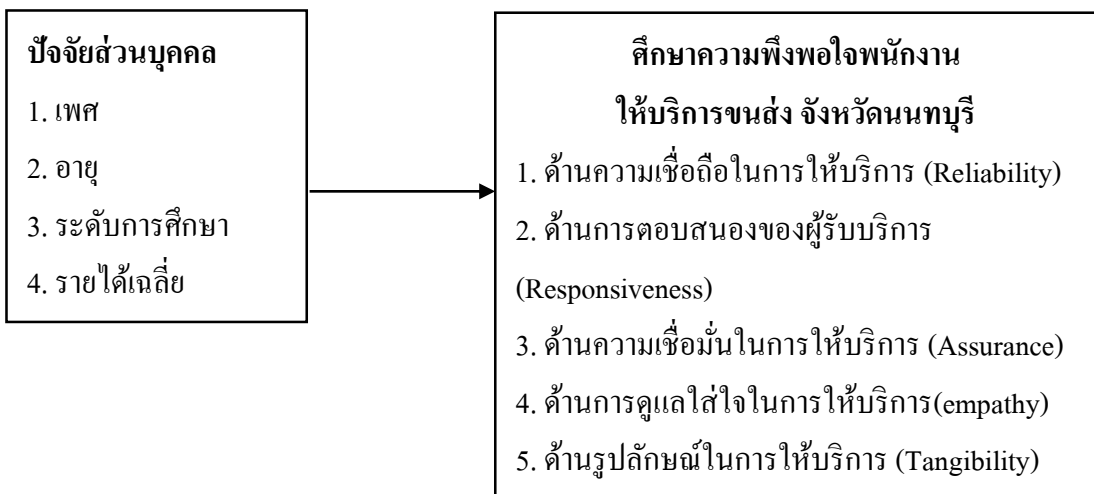 ปัจจัยส่วนบุคคล
1. เพศ
2. อายุ
3. ระดับการศึกษา
4. รายได้เฉลี่ย
ศึกษาความพึงพอใจพนักงาน
ให้บริการขนส่ง จังหวัดนนทบุรี
1. ด้านความเชื่อถือในการให้บริการ (Reliability)
2. ด้านการตอบสนองของผู้รับบริการ
(Responsiveness)
3. ด้านความเชื่อมั่นในการให้บริการ (Assurance)
4. ด้านการดูแลใส่ใจในการให้บริการ(empathy)
5. ด้านรูปลักษณ์ในการให้บริการ (Tangibility)